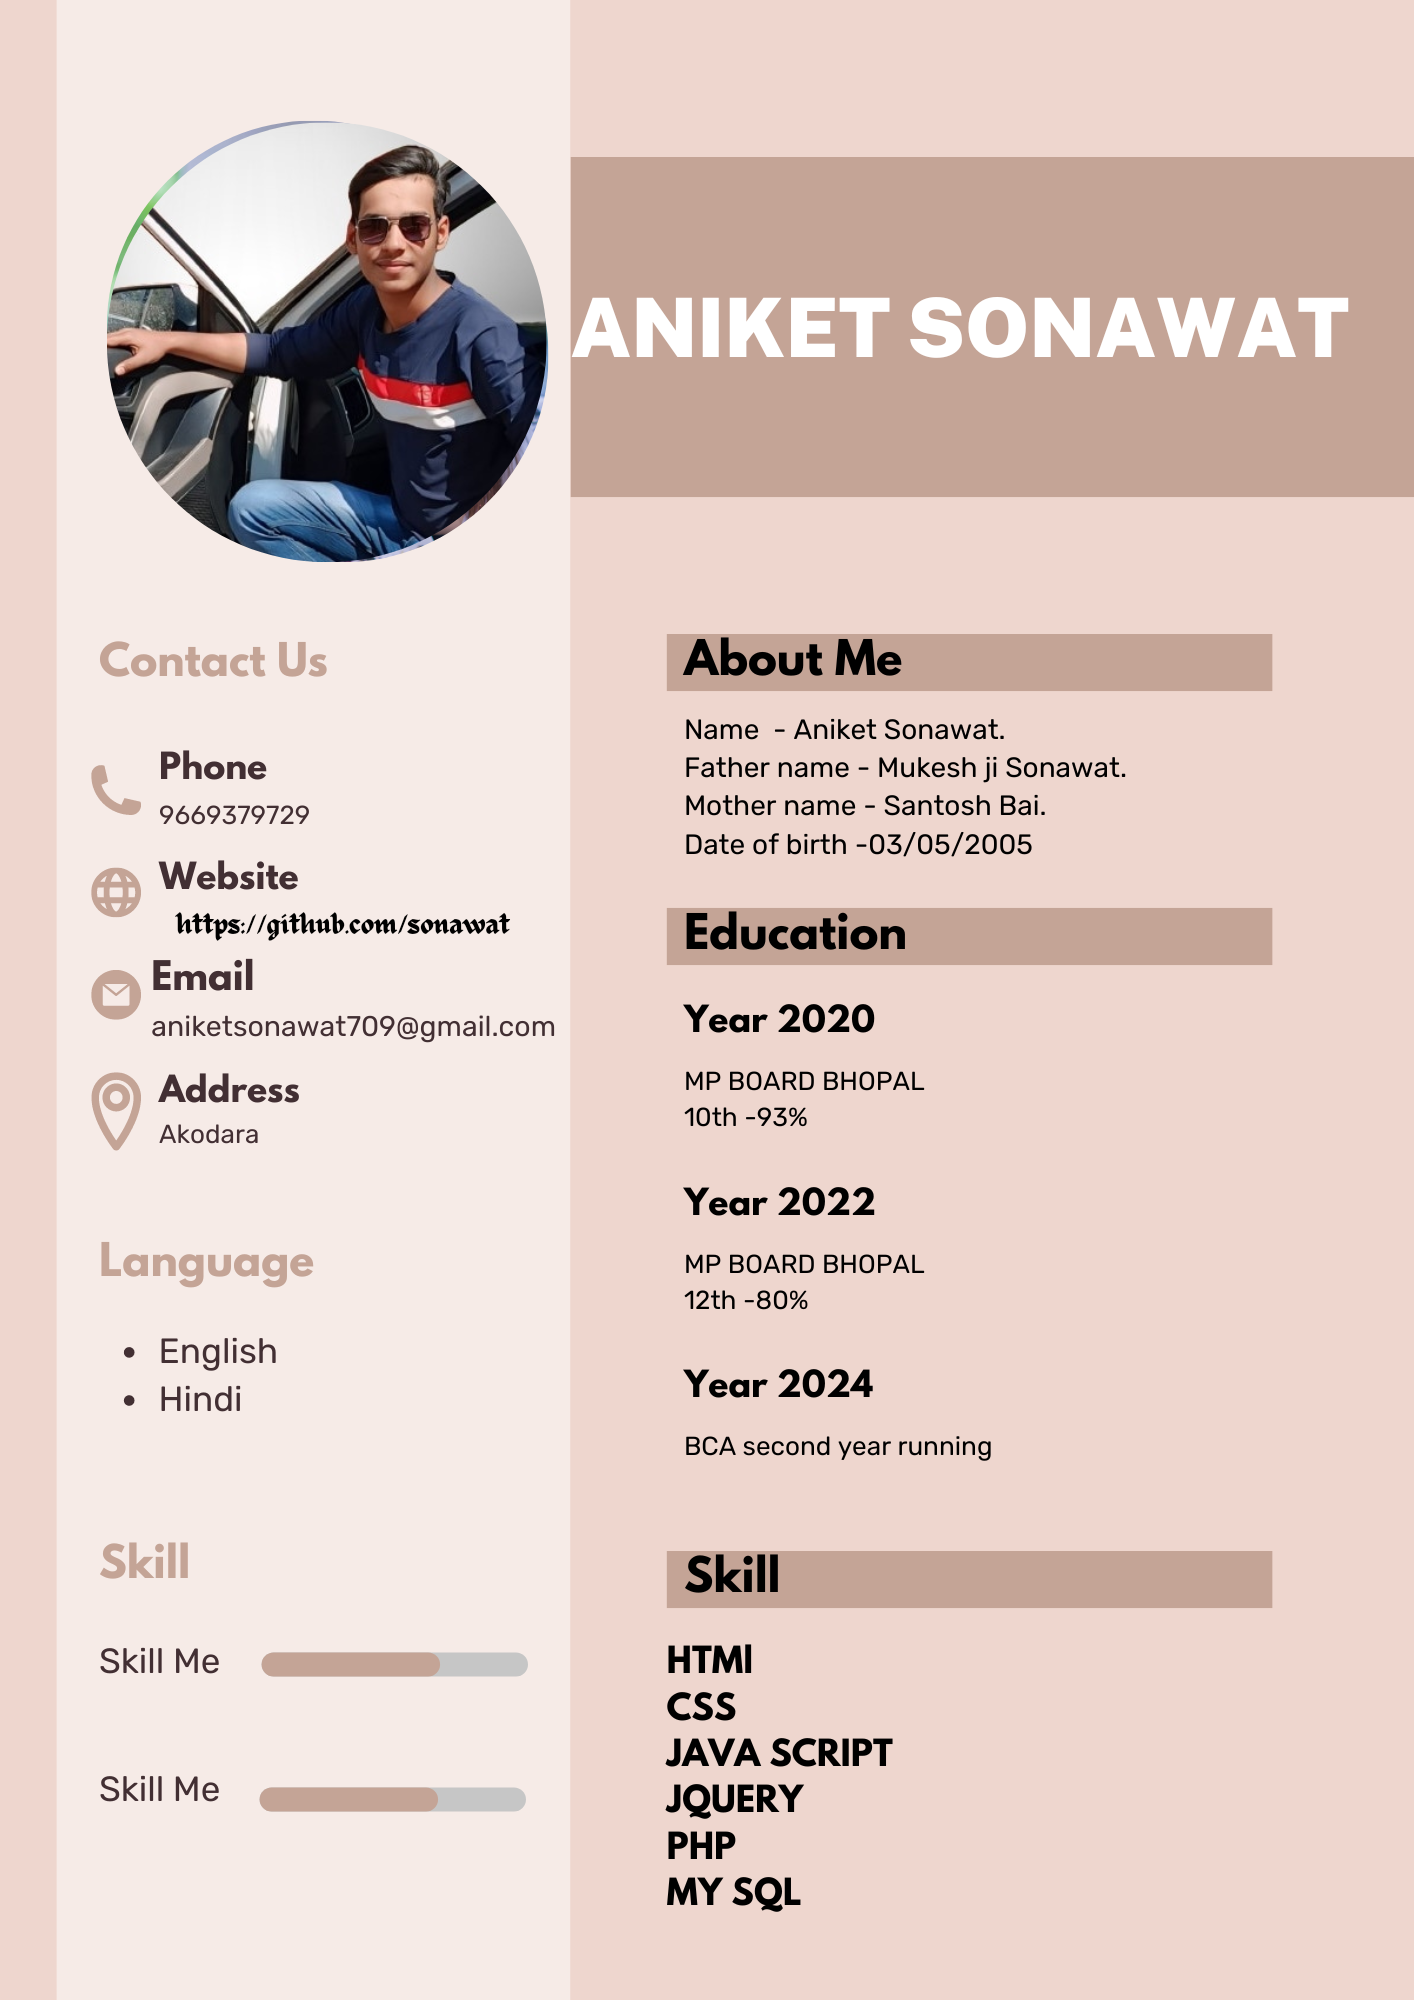 ANIKET SONAWAT
Contact Us
Phone
9669379729
Website
https://github.com/sonawat
Email
aniketsonawat709@gmail.com
Address
Akodara
Language
• English
• Hindi
Skill
Skill Me
Skill Me
About Me
Name  - Aniket Sonawat.
Father name - Mukesh ji Sonawat.
Mother name - Santosh Bai.
Date of birth -03/05/2005
Education
Year 2020
MP BOARD BHOPAL
10th -93%
Year 2022
MP BOARD BHOPAL
12th -80%
Year 2024
BCA second year running
Skill
HTMl
CSS
JAVA SCRIPT
JQUERY
PHP
MY SQL